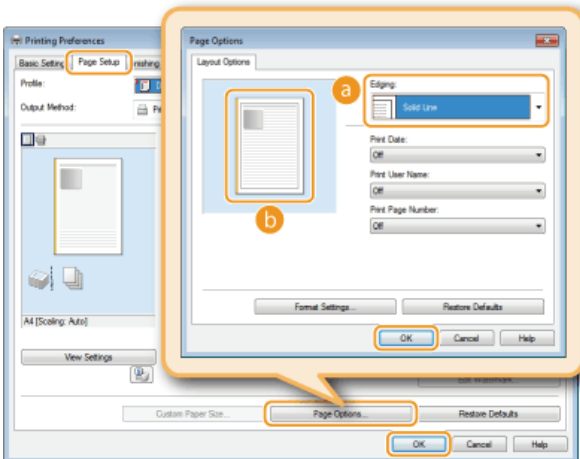 Printing Preferences
Basic Setting
Page Setup
inishing
Profile:
Output Method:
A4 [Scaling: Auto]
View Settings
Custom Paper Size...
Page Options...
Restore Defaults
OK
Cancel
Help
Page Options
Layout Options
a
Edging:
Solid Line
b
Print Date:
Off
Print User Name:
Off
Print Page Number:
Off
Format Settings...
Restore Defaults
OK
Cancel
Help